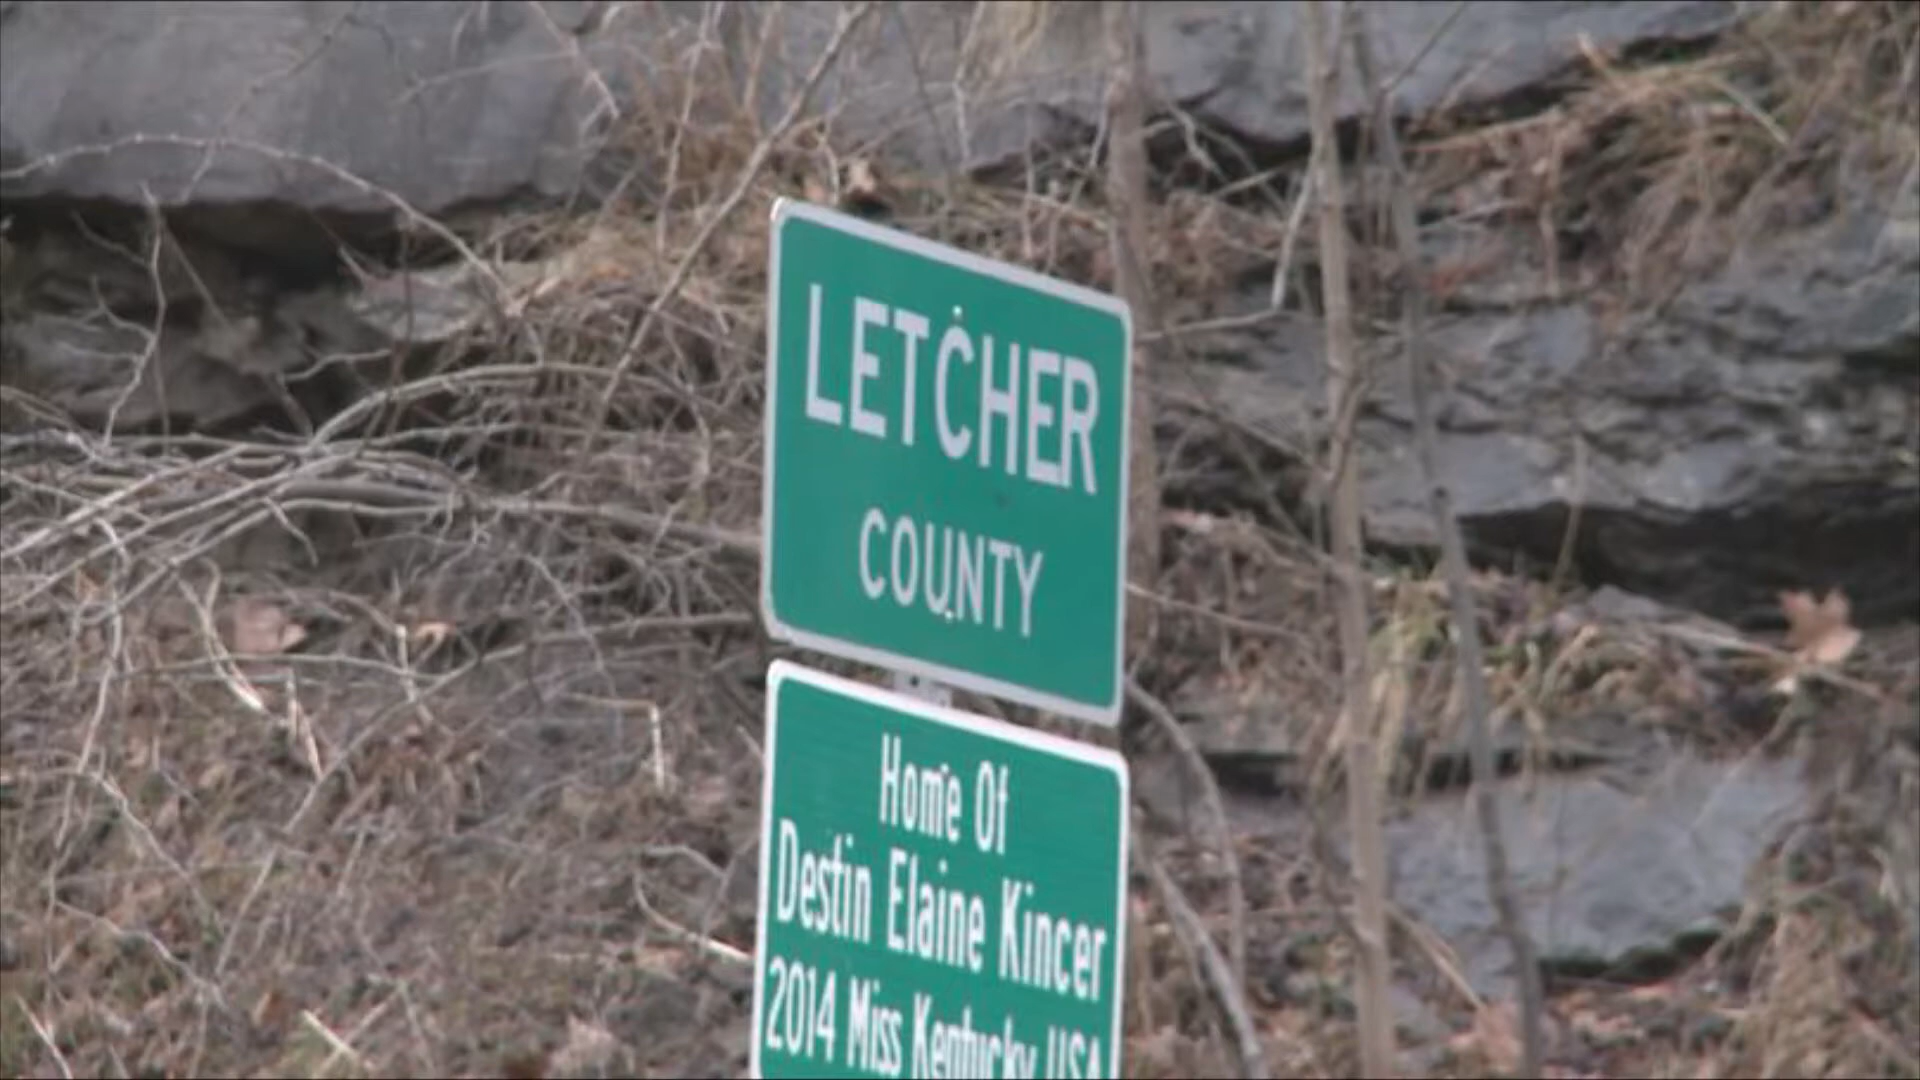 LETCHER
COUNTY
Home Of
Destin Elaine Kincer
2014 Miss Kentucky USA